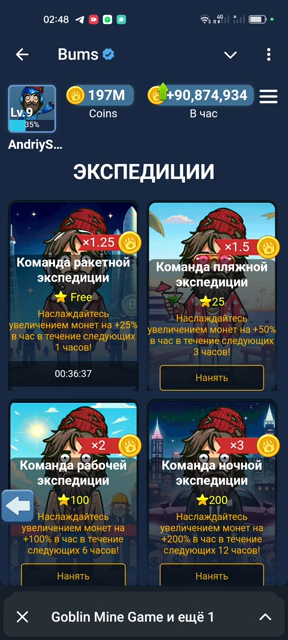 02:48
Bums
197M
Coins
+90,874,934
В час
Lv.9
35%
AndriyS...
ЭКСПЕДИЦИИ
×1.25
Команда ракетной
экспедиции
Free
Наслаждайтесь
увеличением монет на +25%
в час в течение следующих
1 часов!
00:36:37
×1.5
Команда пляжной
экспедиции
25
Наслаждайтесь
увеличением монет на +50%
в час в течение следующих
3 часов!
Нанять
×2
Команда рабочей
экспедиции
100
Наслаждайтесь
увеличением монет на
+100% в час в течение
следующих 6 часов!
Нанять
×3
Команда ночной
экспедиции
200
Наслаждайтесь
увеличением монет на
+200% в час в течение
следующих 12 часов!
Нанять
Goblin Mine Game и ещё 1